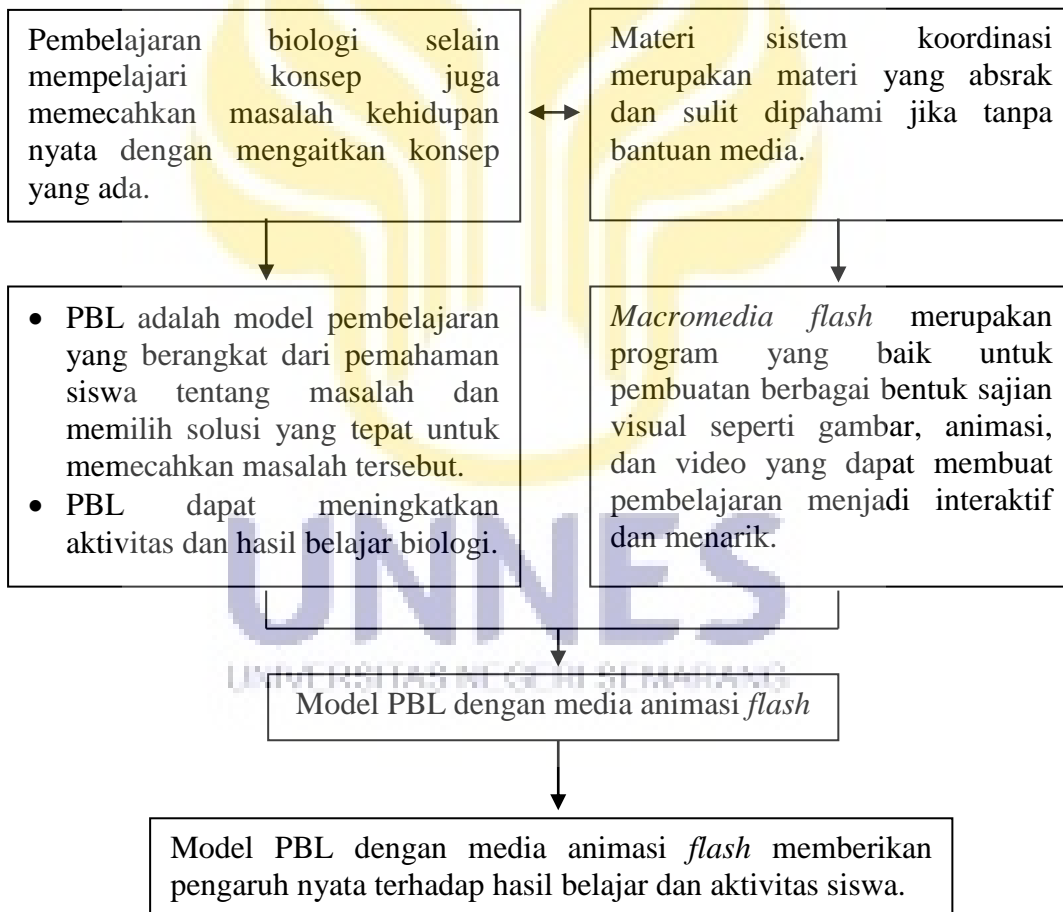 Pembelajaran biologi selain
mempelajari konsep juga
memecahkan masalah kehidupan
nyata dengan mengaitkan konsep
yang ada.
Materi sistem koordinasi
merupakan materi yang absrak
dan sulit dipahami jika tanpa
bantuan media.
• PBL adalah model pembelajaran
yang berangkat dari pemahaman
siswa tentang masalah dan
memilih solusi yang tepat untuk
memecahkan masalah tersebut.
• PBL dapat meningkatkan
aktivitas dan hasil belajar biologi.
Macromedia flash merupakan
program yang baik untuk
pembuatan berbagai bentuk sajian
visual seperti gambar, animasi,
dan video yang dapat membuat
pembelajaran menjadi interaktif
dan menarik.
UNNES
UNIVERSITAS NEGERI SEMARANG
Model PBL dengan media animasi flash
Model PBL dengan media animasi flash memberikan
pengaruh nyata terhadap hasil belajar dan aktivitas siswa.